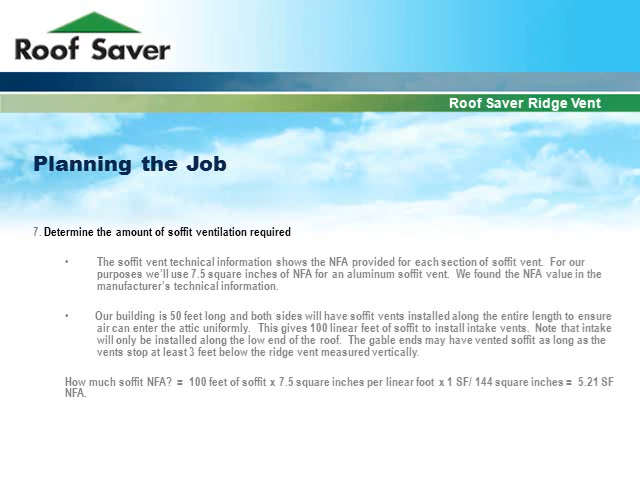 Roof Saver
Roof Saver Ridge Vent
Planning the Job
7. Determine the amount of soffit ventilation required
• The soffit vent technical information shows the NFA provided for each section of soffit vent. For our
purposes we'll use 7.5 square inches of NFA for an aluminum soffit vent. We found the NFA value in the
manufacturer's technical information.
• Our building is 50 feet long and both sides will have soffit vents installed along the entire length to ensure
air can enter the attic uniformly. This gives 100 linear feet of soffit to install intake vents. Note that intake
will only be installed along the low end of the roof. The gable ends may have vented soffit as long as the
vents stop at least 3 feet below the ridge vent measured vertically.
How much soffit NFA? = 100 feet of soffit x 7.5 square inches per linear foot x 1 SF/ 144 square inches = 5.21 SF
NFA.